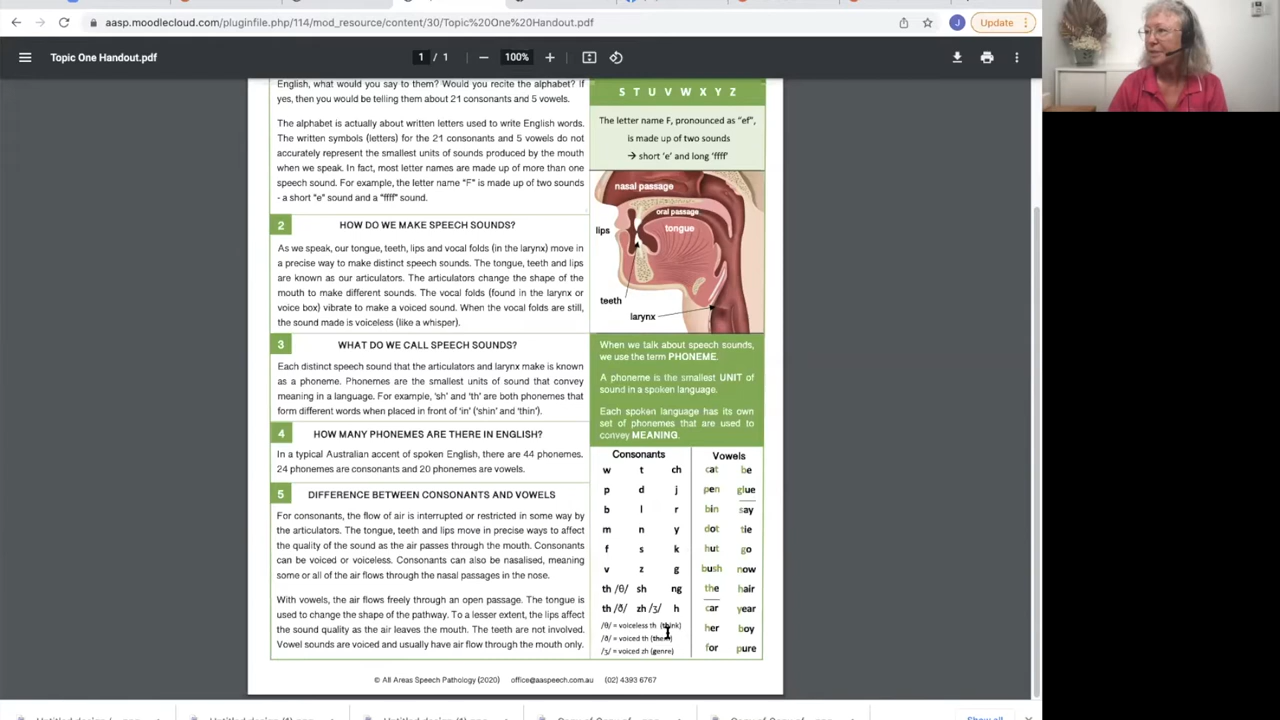 aasp.moodlecloud.com/pluginfile.php/114/mod_resource/content/30/Topic%20One%20Handout.pdf
J
Update
Topic One Handout.pdf
1 / 1
100%
English, what would you say to them? Would you recite the alphabet? If
yes, then you would be telling them about 21 consonants and 5 vowels.
The alphabet is actually about written letters used to write English words.
The written symbols (letters) for the 21 consonants and 5 vowels do not
accurately represent the smallest units of sounds produced by the mouth
when we speak. In fact, most letter names are made up of more than one
speech sound. For example, the letter name "F" is made up of two sounds
- a short "e" sound and a "ffff" sound.
2 HOW DO WE MAKE SPEECH SOUNDS?
As we speak, our tongue, teeth, lips and vocal folds (in the larynx) move in
a precise way to make distinct speech sounds. The tongue, teeth and lips
are known as our articulators. The articulators change the shape of the
mouth to make different sounds. The vocal folds (found in the larynx or
voice box) vibrate to make a voiced sound. When the vocal folds are still,
the sound made is voiceless (like a whisper).
3 WHAT DO WE CALL SPEECH SOUNDS?
Each distinct speech sound that the articulators and larynx make is known
as a phoneme. Phonemes are the smallest units of sound that convey
meaning in a language. For example, 'sh' and 'th' are both phonemes that
form different words when placed in front of 'in' ('shin' and 'thin').
4 HOW MANY PHONEMES ARE THERE IN ENGLISH?
In a typical Australian accent of spoken English, there are 44 phonemes.
24 phonemes are consonants and 20 phonemes are vowels.
5 DIFFERENCE BETWEEN CONSONANTS AND VOWELS
For consonants, the flow of air is interrupted or restricted in some way by
the articulators. The tongue, teeth and lips move in precise ways to affect
the quality of the sound as the air passes through the mouth. Consonants
can be voiced or voiceless. Consonants can also be nasalised, meaning
some or all of the air flows through the nasal passages in the nose.
With vowels, the air flows freely through an open passage. The tongue is
used to change the shape of the pathway. To a lesser extent, the lips affect
the sound quality as the air leaves the mouth. The teeth are not involved.
Vowel sounds are voiced and usually have air flow through the mouth only.
S T U V W X Y Z
The letter name F, pronounced as "ef",
is made up of two sounds
→ short 'e' and long 'ffff'
nasal passage
oral passage
lips
tongue
teeth
larynx
When we talk about speech sounds,
we use the term PHONEME.
A phoneme is the smallest UNIT of
sound in a spoken language.
Each spoken language has its own
set of phonemes that are used to
convey MEANING.
Consonants Vowels
w t ch cat be
p d j pen glue
b l r bin say
m n y dot tie
f s k hut go
v z g bush now
th /θ/ sh ng the hair
th /ð/ zh /ʒ/ h car year
/θ/ = voiceless th (think) her boy
/ð/ = voiced th
/ʒ/ = voiced zh (genre) for pure
© All Areas Speech Pathology (2020) office@aaspeech.com.au (02) 4393 6767
Show all